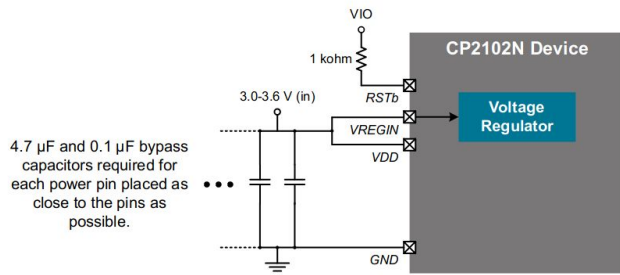 VIO
1 kohm
CP2102N Device
RSTb
3.0-3.6 V (in)
VREGIN
Voltage
Regulator
VDD
4.7 µF and 0.1 µF bypass
capacitors required for
each power pin placed as
close to the pins as
possible.
GND